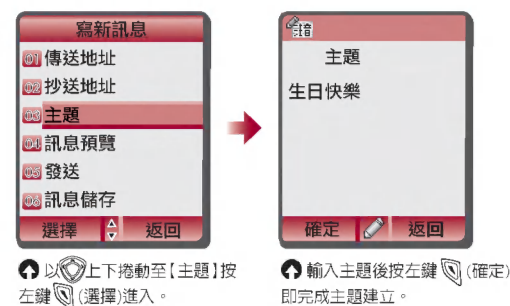 寫新訊息
01 傳送地址
02 抄送地址
03 主題
04 訊息預覽
05 發送
06 訊息儲存
選擇 返回
以上下捲動至【主題】按
左鍵(選擇)進入。
注音
主題
生日快樂
確定 返回
輸入主題後按左鍵(確定)
即完成主題建立。